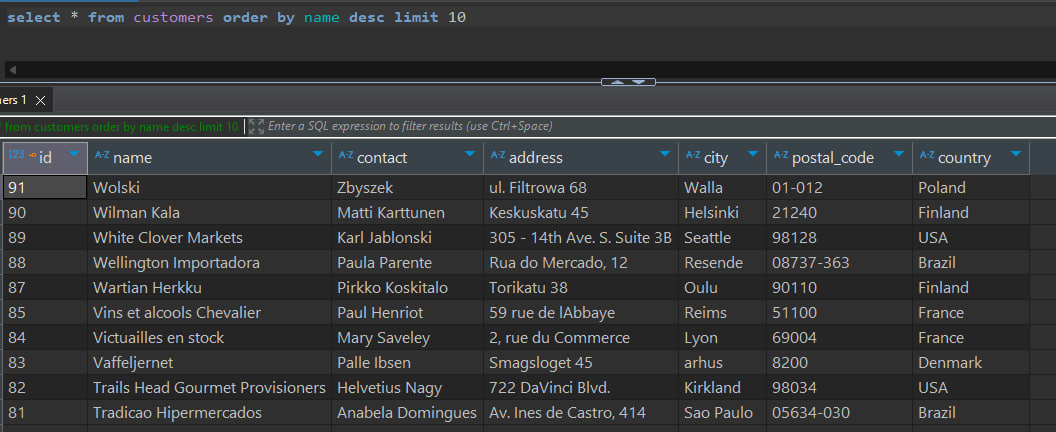 select * from customers order by name desc limit 10
ers 1
from customers order by name desc limit 10 Enter a SQL expression to filter results (use Ctrl+Space)
123 id A-Z name A-Z contact A-Z address A-Z city A-Z postal_code A-Z country
91 Wolski Zbyszek ul. Filtrowa 68 Walla 01-012 Poland
90 Wilman Kala Matti Karttunen Keskuskatu 45 Helsinki 21240 Finland
89 White Clover Markets Karl Jablonski 305 - 14th Ave. S. Suite 3B Seattle 98128 USA
88 Wellington Importadora Paula Parente Rua do Mercado, 12 Resende 08737-363 Brazil
87 Wartian Herkku Pirkko Koskitalo Torikatu 38 Oulu 90110 Finland
85 Vins et alcools Chevalier Paul Henriot 59 rue de lAbbaye Reims 51100 France
84 Victuailles en stock Mary Saveley 2, rue du Commerce Lyon 69004 France
83 Vaffeljernet Palle Ibsen Smagsloget 45 arhus 8200 Denmark
82 Trails Head Gourmet Provisioners Helvetius Nagy 722 DaVinci Blvd. Kirkland 98034 USA
81 Tradicao Hipermercados Anabela Domingues Av. Ines de Castro, 414 Sao Paulo 05634-030 Brazil